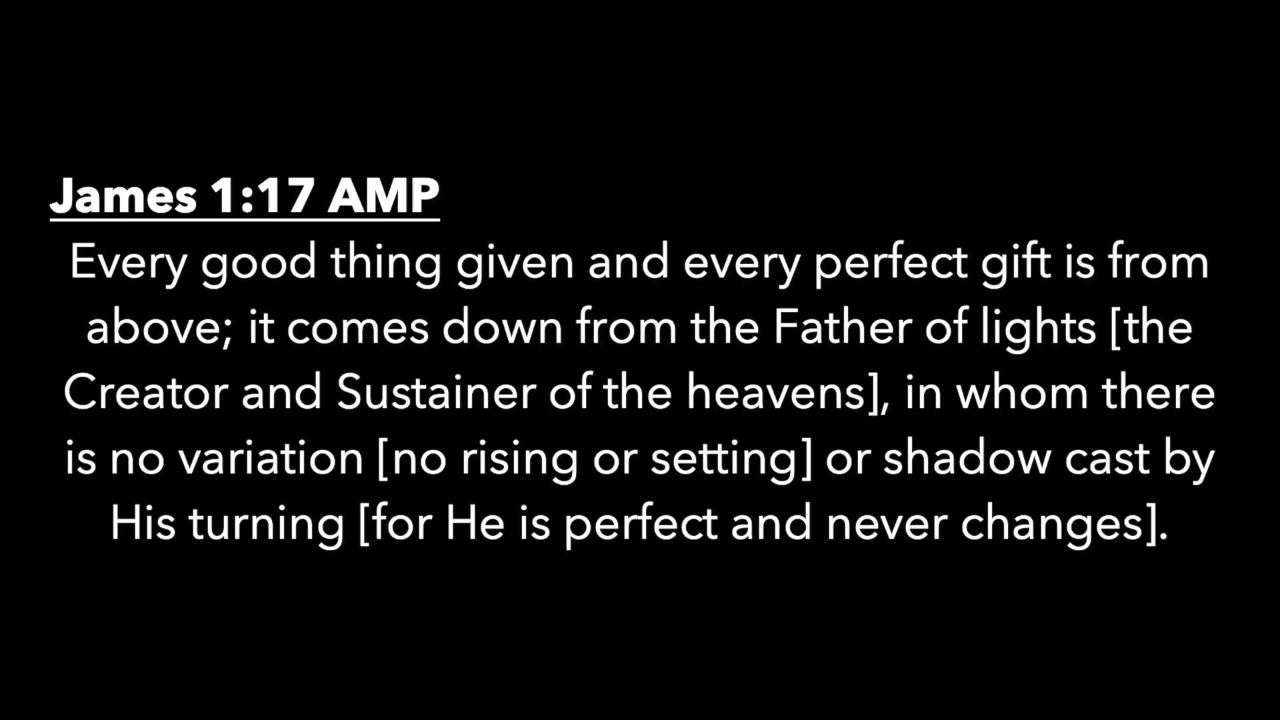 James 1:17 AMP
Every good thing given and every perfect gift is from
above; it comes down from the Father of lights [the
Creator and Sustainer of the heavens], in whom there
is no variation [no rising or setting] or shadow cast by
His turning [for He is perfect and never changes].